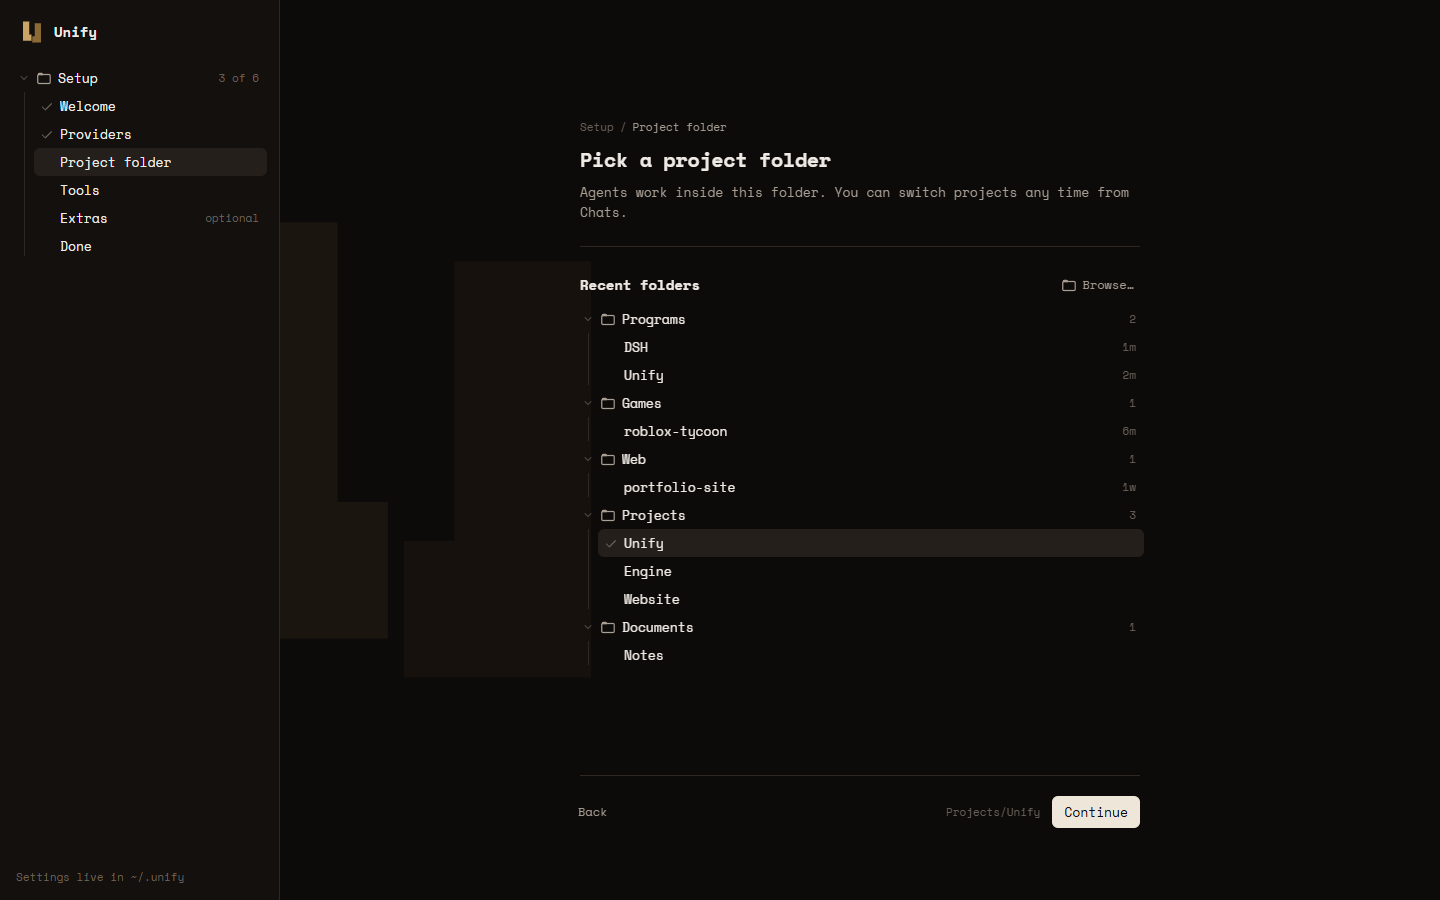 Unify
Setup 3 of 6
Welcome
Providers
Project folder
Tools
Extras optional
Done
Settings live in ~/.unify
Setup / Project folder
Pick a project folder
Agents work inside this folder. You can switch projects any time from
Chats.
Recent folders Browse…
Programs 2
DSH 1m
Unify 2m
Games 1
roblox-tycoon 6m
Web 1
portfolio-site 1w
Projects 3
Unify
Engine
Website
Documents 1
Notes
Back Projects/Unify Continue